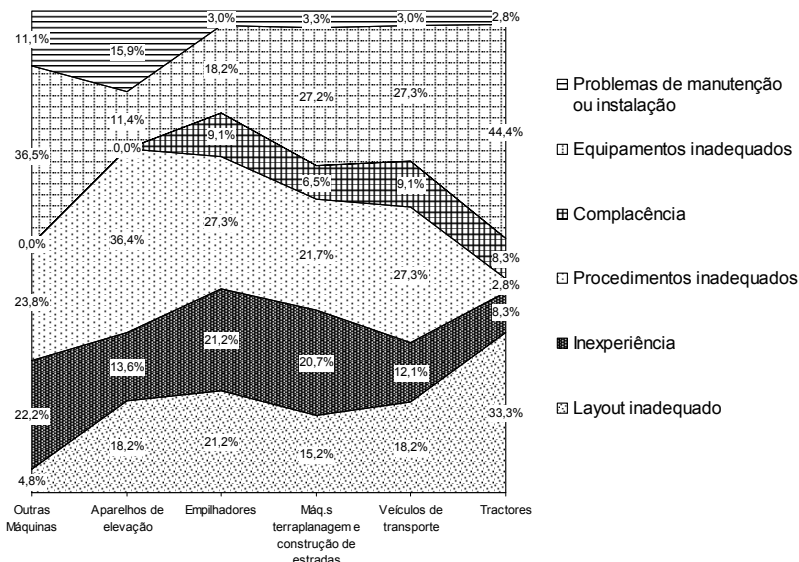 3,0%
3,3%
3,0%
2,8%
11,1%
15,9%
18,2%
27,2%
27,3%
44,4%
11,4%
0,0%
9,1%
36,5%
6,5%
9,1%
0,0%
36,4%
27,3%
21,7%
27,3%
8,3%
2,8%
8,3%
23,8%
13,6%
21,2%
20,7%
12,1%
22,2%
33,3%
4,8%
18,2%
21,2%
15,2%
18,2%
Outras
Máquinas
Aparelhos de
elevação
Empilhadores
Máq.s
terraplanagem e
construção de
estradas
Veículos de
transporte
Tractores
Problemas de manutenção
ou instalação
Equipamentos inadequados
Complacência
Procedimentos inadequados
Inexperiência
Layout inadequado